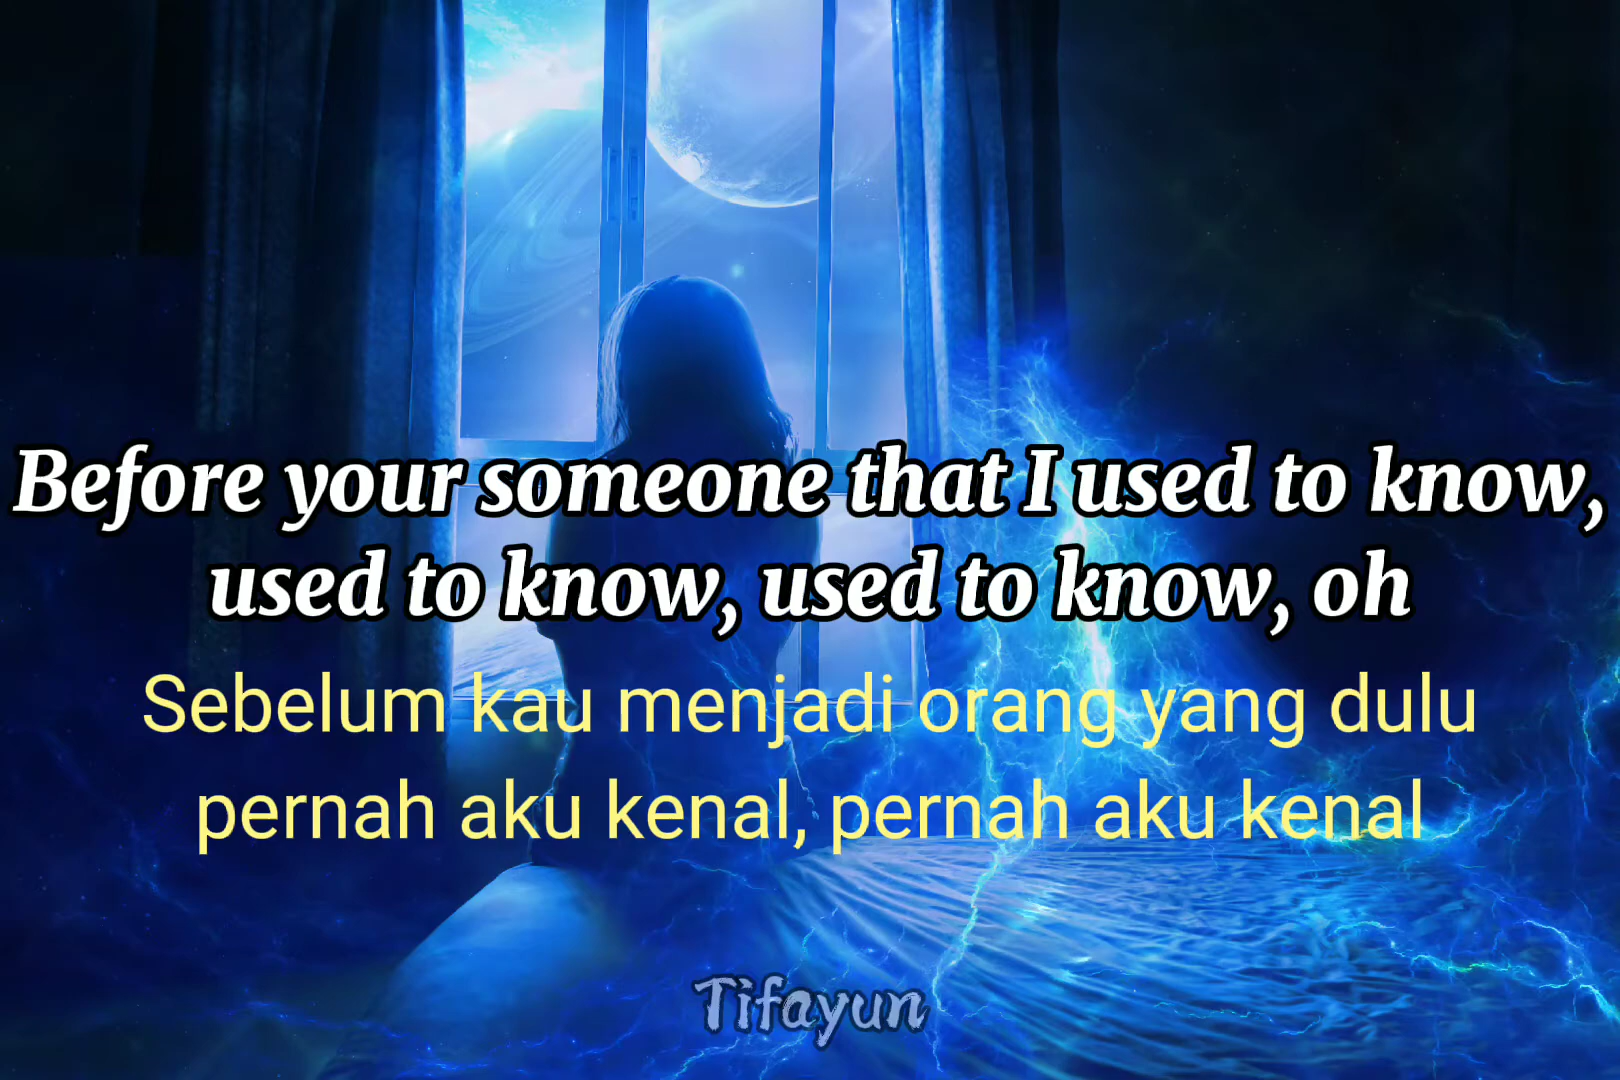 Before your someone that I used to know,
used to know, used to know, oh
Sebelum kau menjadi orang yang dulu
pernah aku kenal, pernah aku kenal
Tifayun